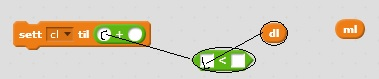 sett cl til + dl ml
<